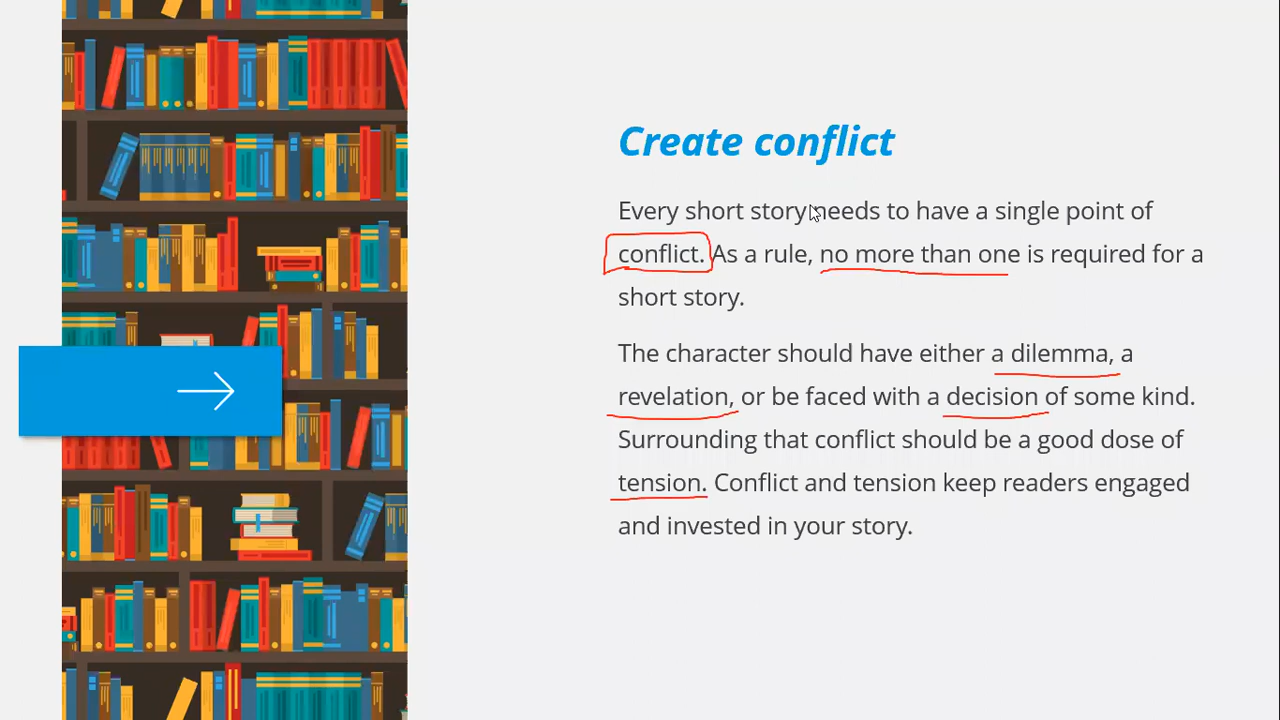 Create conflict
Every short story needs to have a single point of
conflict. As a rule, no more than one is required for a
short story.
The character should have either a dilemma, a
revelation, or be faced with a decision of some kind.
Surrounding that conflict should be a good dose of
tension. Conflict and tension keep readers engaged
and invested in your story.